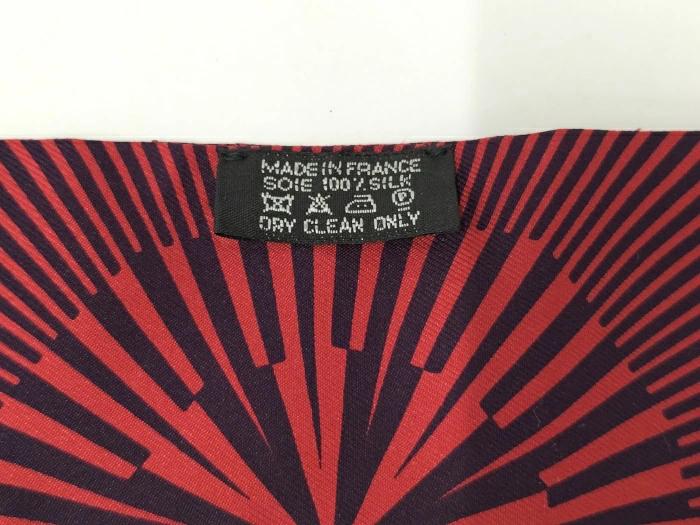 MADE IN FRANCE
SOIE 100% SILK
P
DRY CLEAN ONLY